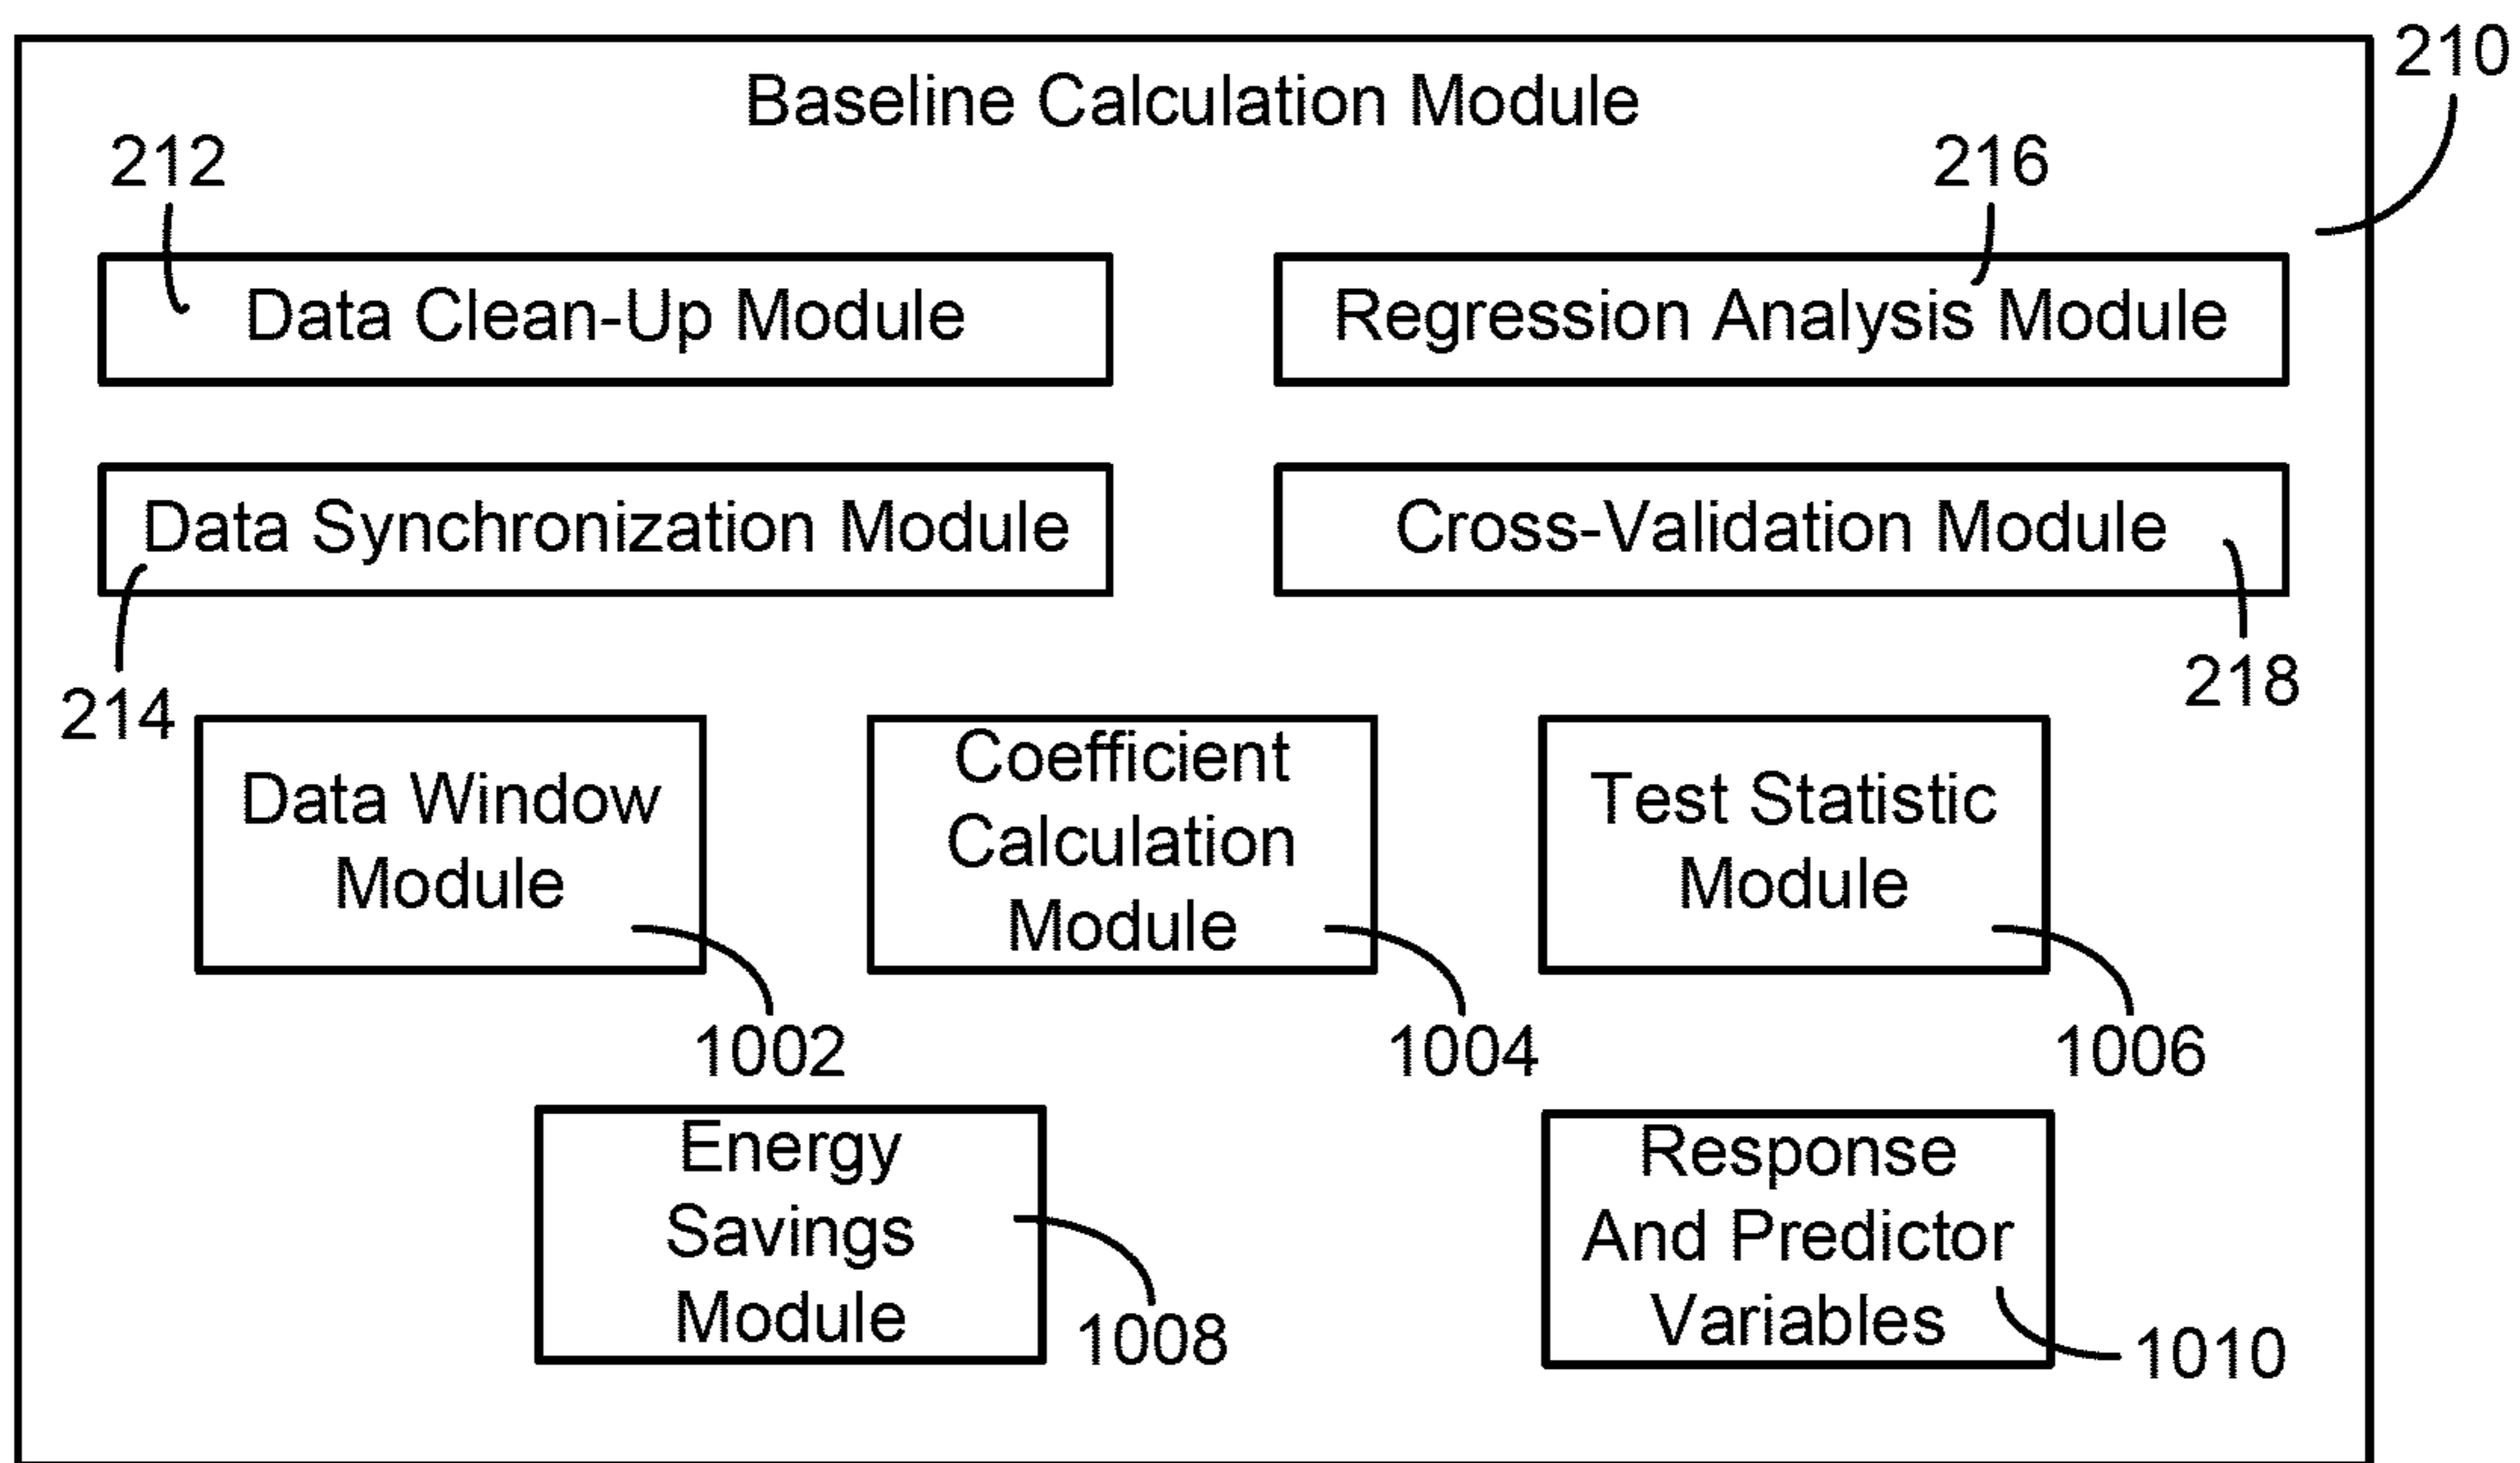 210
Baseline Calculation Module
212
216
Data Clean-Up Module
Regression Analysis Module
Data Synchronization Module
Cross-Validation Module
214
218
Data Window
Module
1002
Coefficient
Calculation
Module
1004
Test Statistic
Module
1006
Energy
Savings
Module
1008
Response
And Predictor
Variables
1010